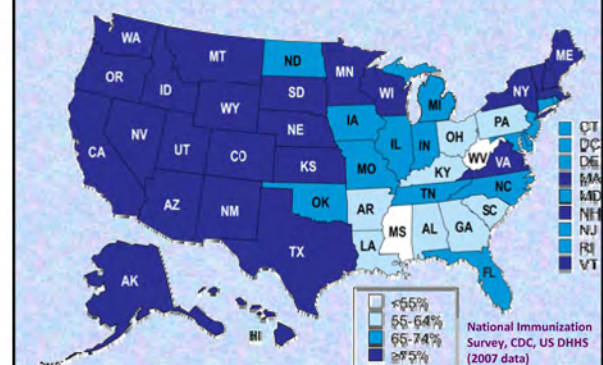 WA
MT
ND
MN
ME
OR
ID
SD
WI
NY
WY
MI
NE
IA
PA
NV
IL
IN
OH
UT
CO
WV
VA
CA
KS
MO
KY
NC
AZ
NM
OK
TN
AR
SC
MS
AL
GA
TX
LA
FL
AK
HI
CT
DC
DE
MA
MD
NH
NJ
RI
VT
<55%
55-64%
65-74%
≥75%
National Immunization
Survey, CDC, US DHHS
(2007 data)